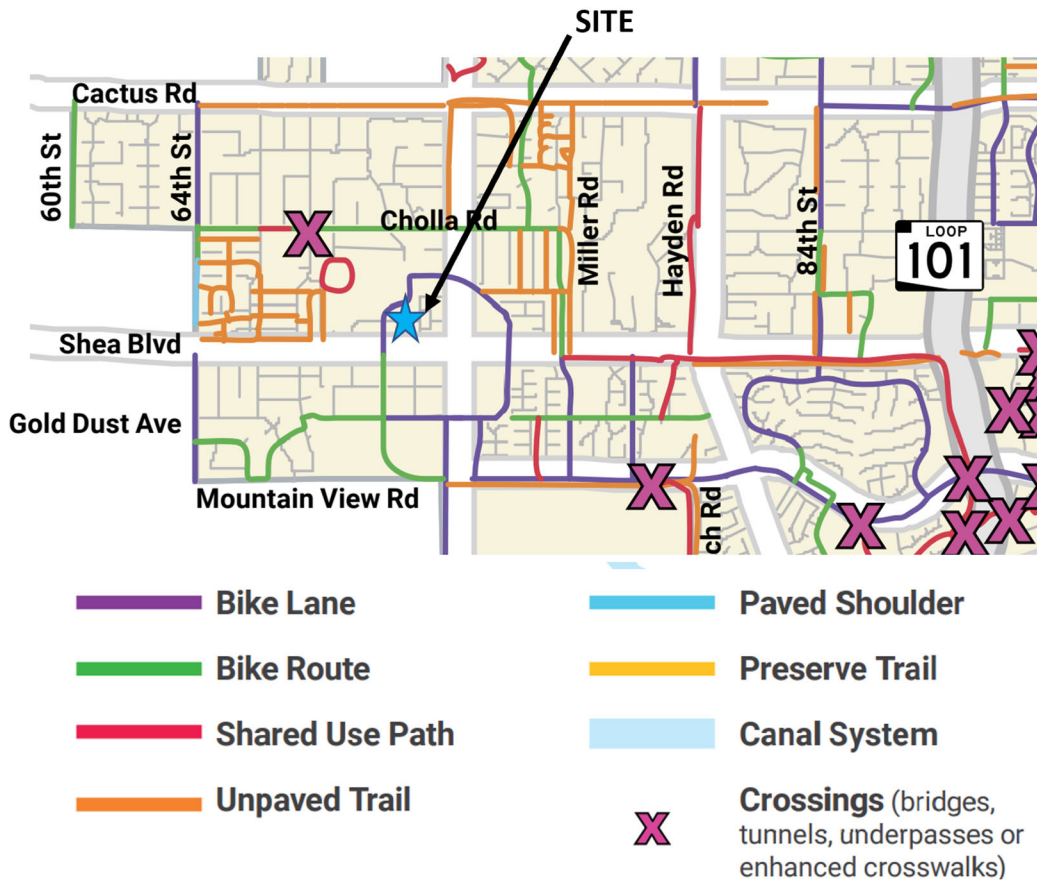 SITE
Cactus Rd
60th St
64th St
Cholla Rd
Miller Rd
Hayden Rd
84th St
LOOP
101
Shea Blvd
Gold Dust Ave
Mountain View Rd
ch Rd
Bike Lane
Bike Route
Shared Use Path
Unpaved Trail
Paved Shoulder
Preserve Trail
Canal System
Crossings (bridges,
tunnels, underpasses or
enhanced crosswalks)